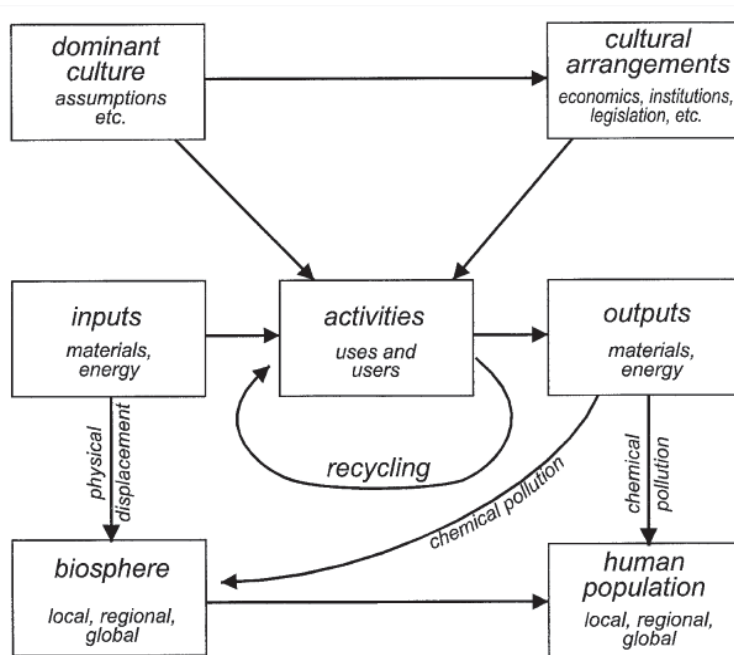 dominant
culture
assumptions
etc.
cultural
arrangements
economics, institutions,
legislation, etc.
inputs
materials,
energy
activities
uses and
users
outputs
materials,
energy
physical
displacement
recycling
chemical pollution
chemical
pollution
biosphere
local, regional,
global
human
population
local, regional,
global